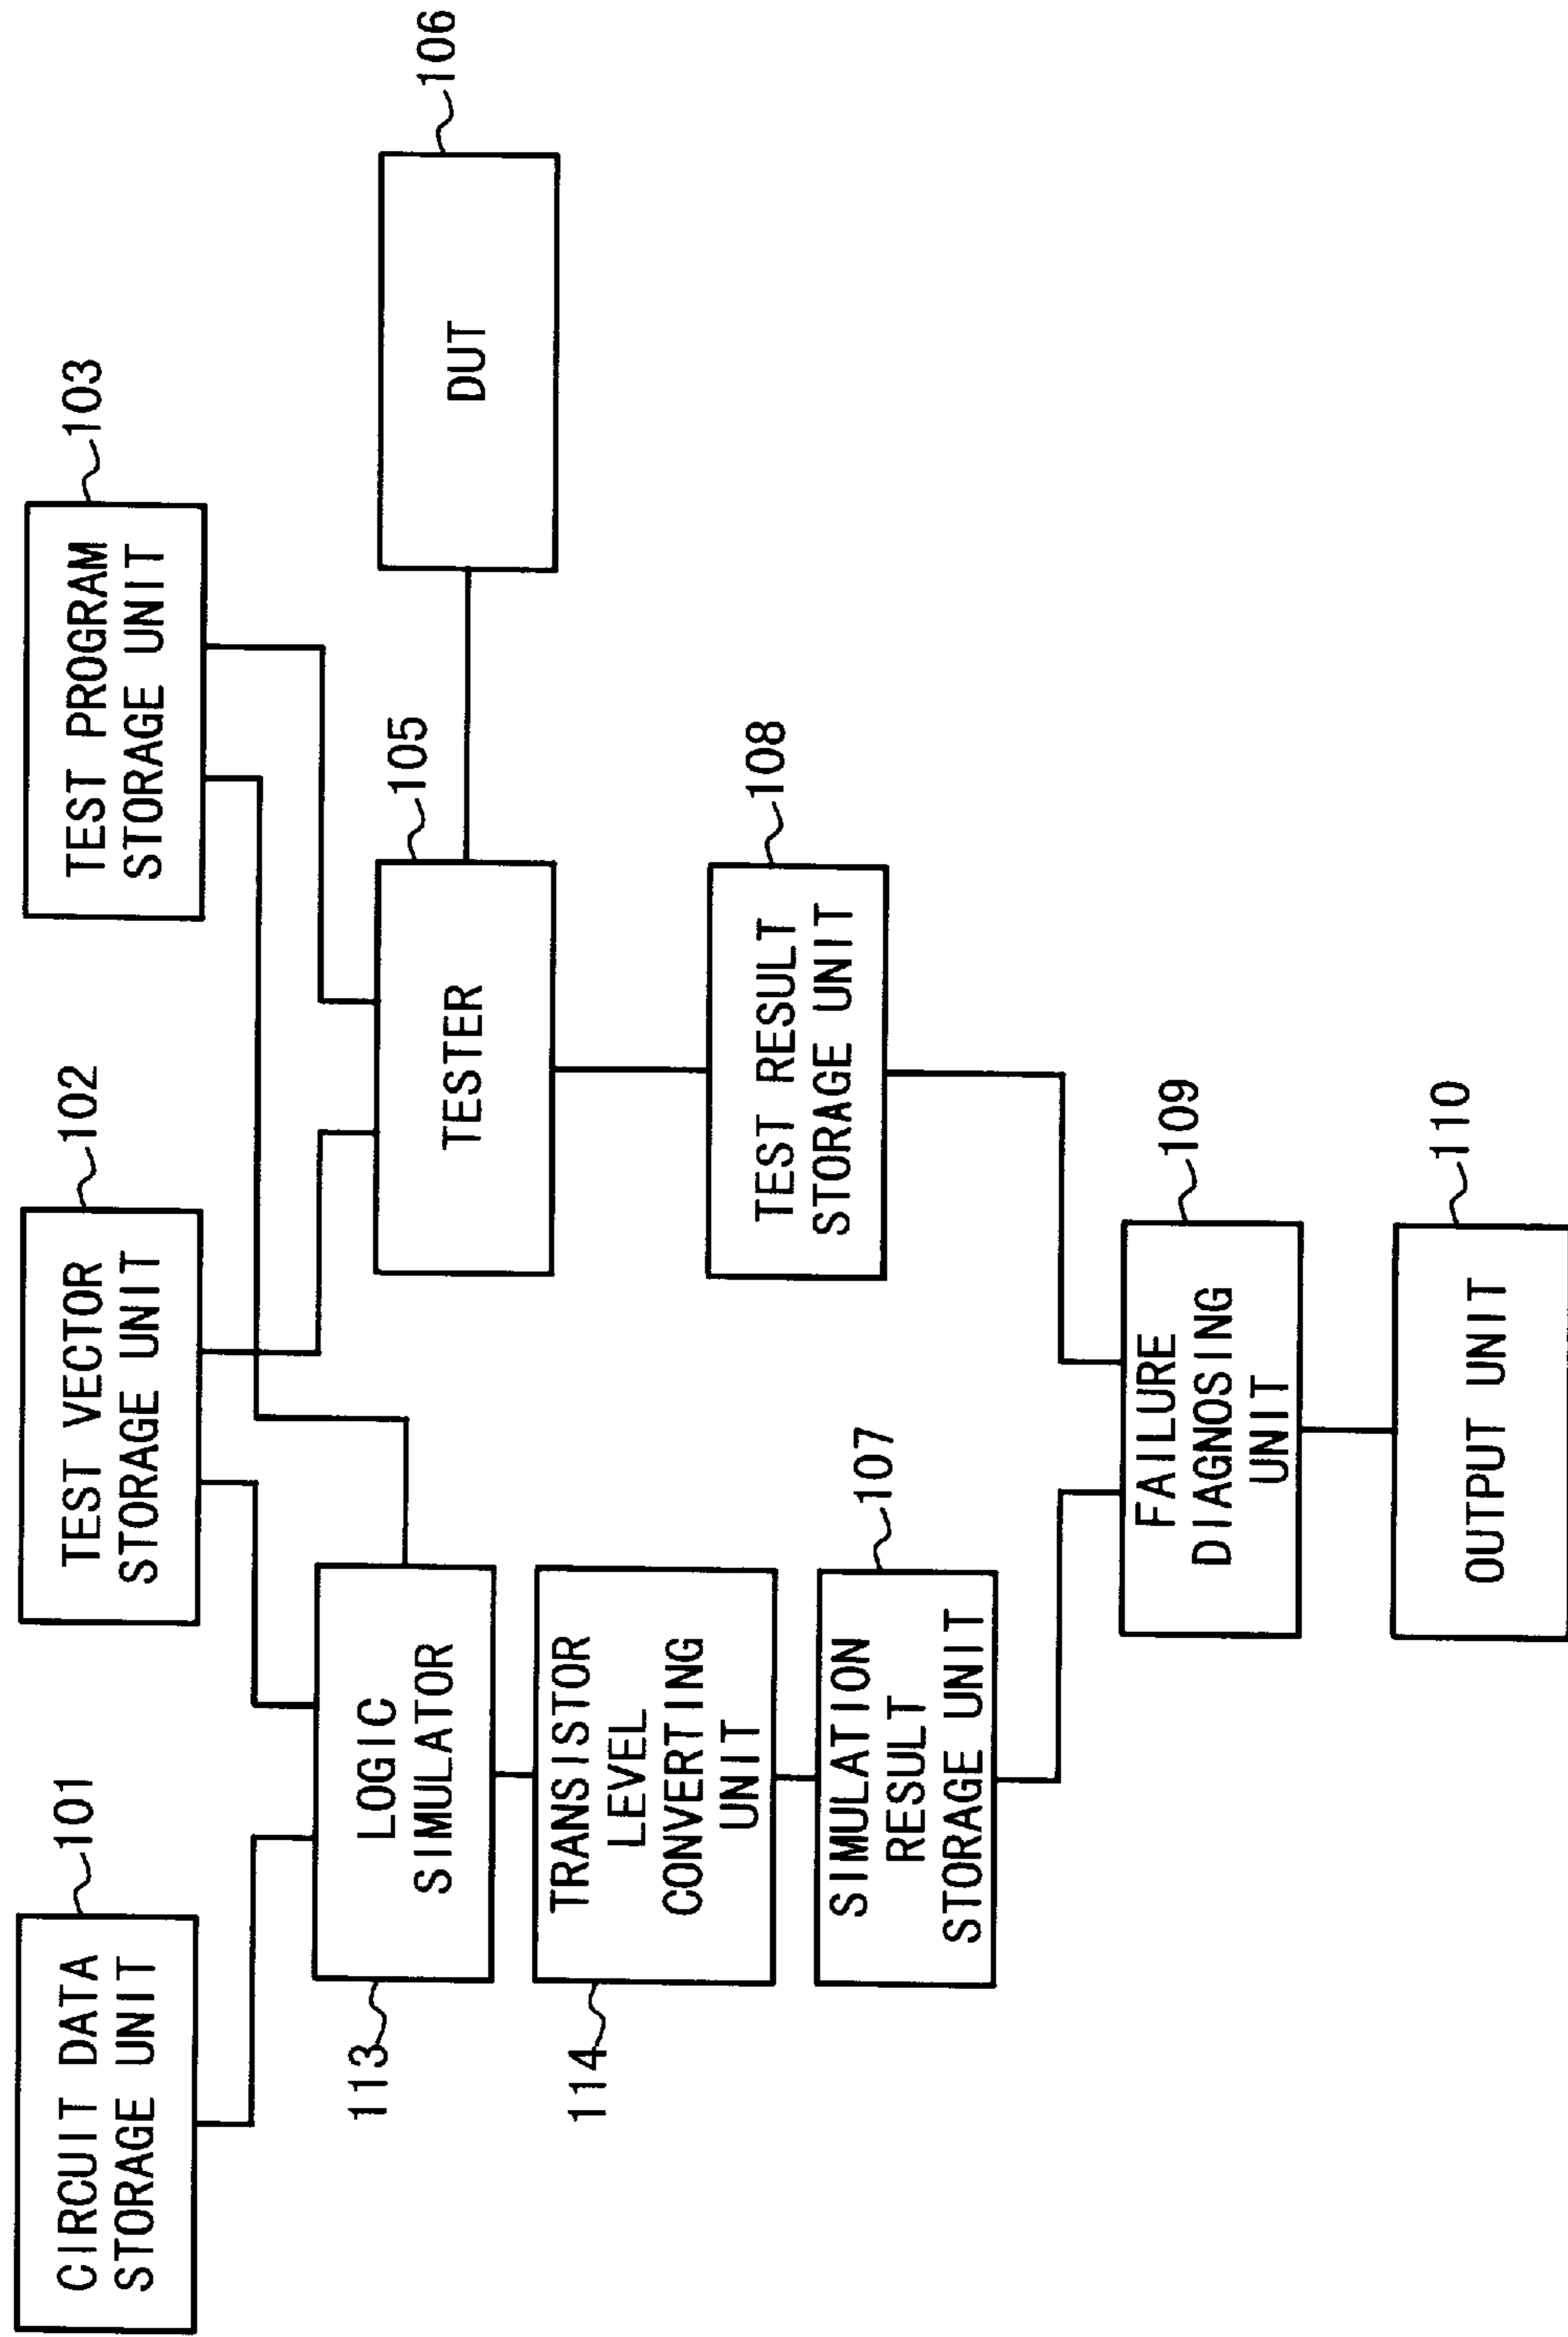 101
CIRCUIT DATA
STORAGE UNIT
102
TEST VECTOR
STORAGE UNIT
103
TEST PROGRAM
STORAGE UNIT
113
LOGIC
SIMULATOR
105
TESTER
106
DUT
114
TRANSISTOR
LEVEL
CONVERTING
UNIT
107
SIMULATION
RESULT
STORAGE UNIT
108
TEST RESULT
STORAGE UNIT
109
FAILURE
DIAGNOSING
UNIT
110
OUTPUT UNIT